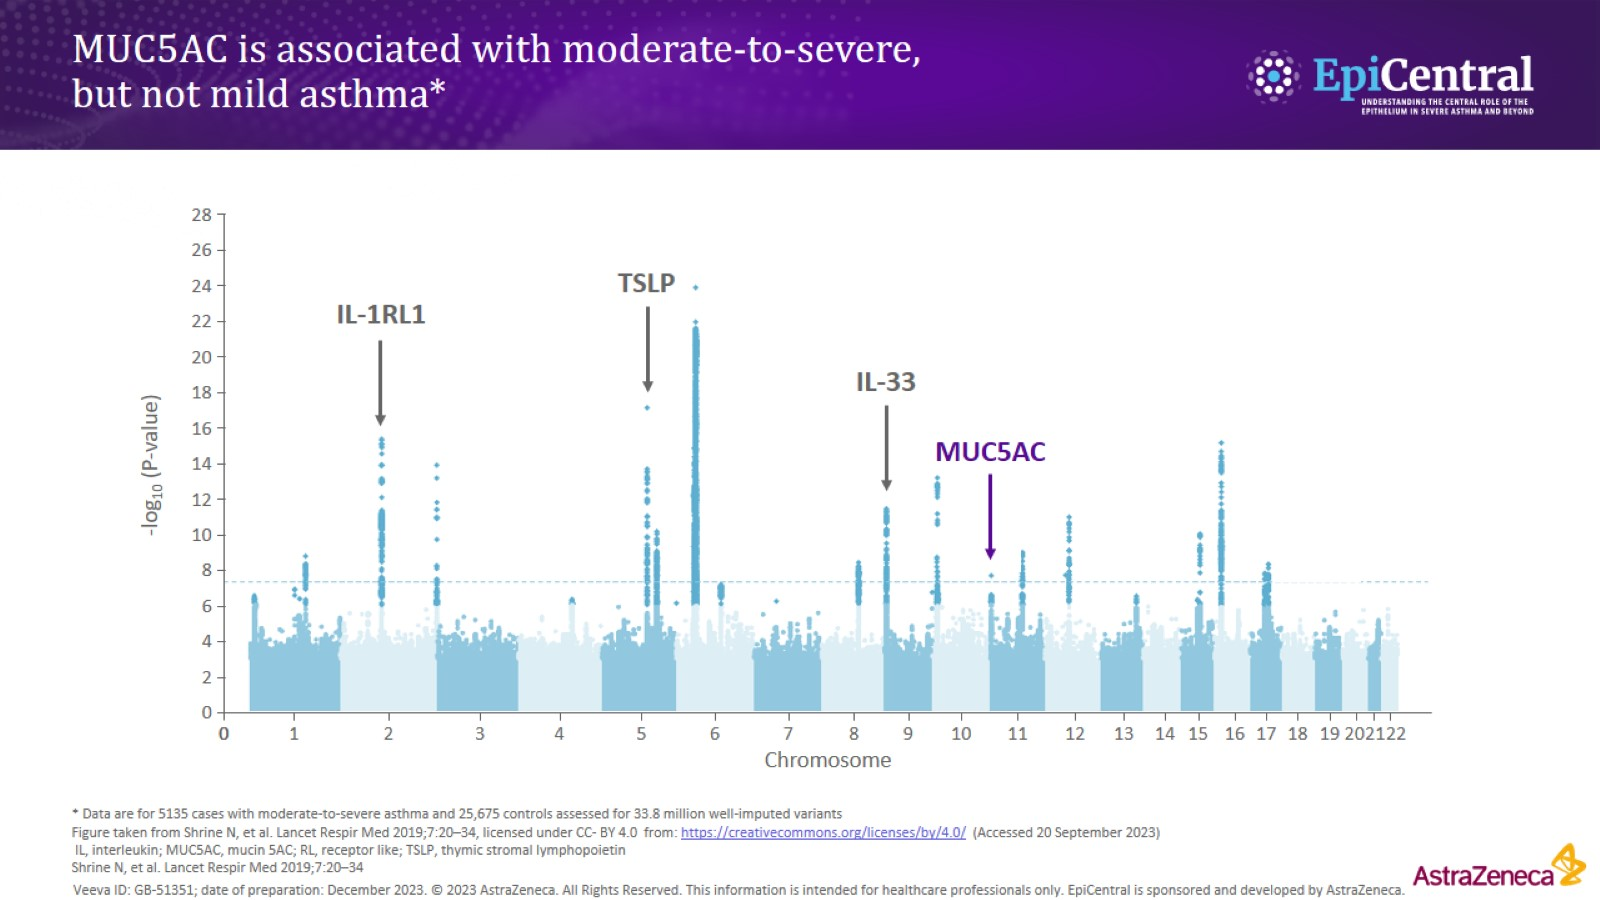 MUC5AC is associated with moderate-to-severe,
but not mild asthma*
EpiCentral
UNDERSTANDING THE CENTRAL ROLE OF THE
EPITHELIUM IN SEVERE ASTHMA AND BEYOND
28
26
24
22
20
18
16
14
12
10
8
6
4
2
0
-log10 (P-value)
IL-1RL1
TSLP
IL-33
MUC5AC
0 1 2 3 4 5 6 7 8 9 10 11 12 13 14 15 16 17 18 19 20 21 22
Chromosome
* Data are for 5135 cases with moderate-to-severe asthma and 25,675 controls assessed for 33.8 million well-imputed variants
Figure taken from Shrine N, et al. Lancet Respir Med 2019;7:20–34, licensed under CC- BY 4.0 from: https://creativecommons.org/licenses/by/4.0/ (Accessed 20 September 2023)
IL, interleukin; MUC5AC, mucin 5AC; RL, receptor like; TSLP, thymic stromal lymphopoietin
Shrine N, et al. Lancet Respir Med 2019;7:20–34
Veeva ID: GB-51351; date of preparation: December 2023. © 2023 AstraZeneca. All Rights Reserved. This information is intended for healthcare professionals only. EpiCentral is sponsored and developed by AstraZeneca.
AstraZeneca